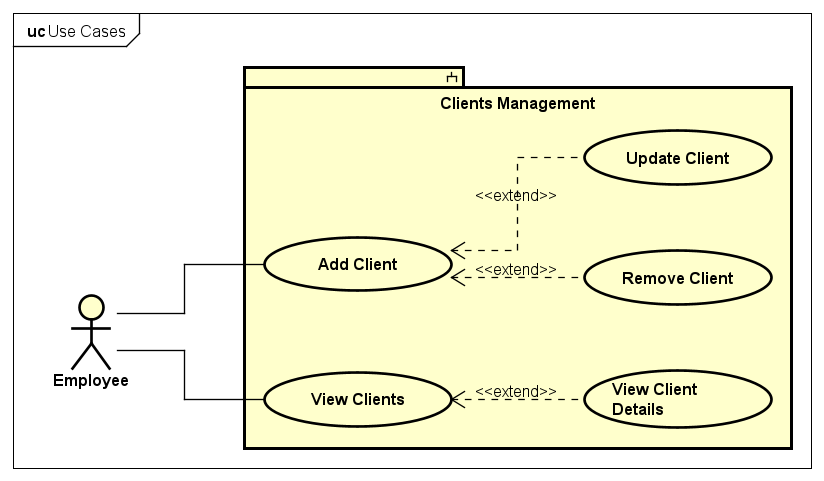 uc Use Cases
Clients Management
Update Client
<<extend>>
Add Client
<<extend>>
Remove Client
Employee
View Clients
<<extend>>
View Client
Details